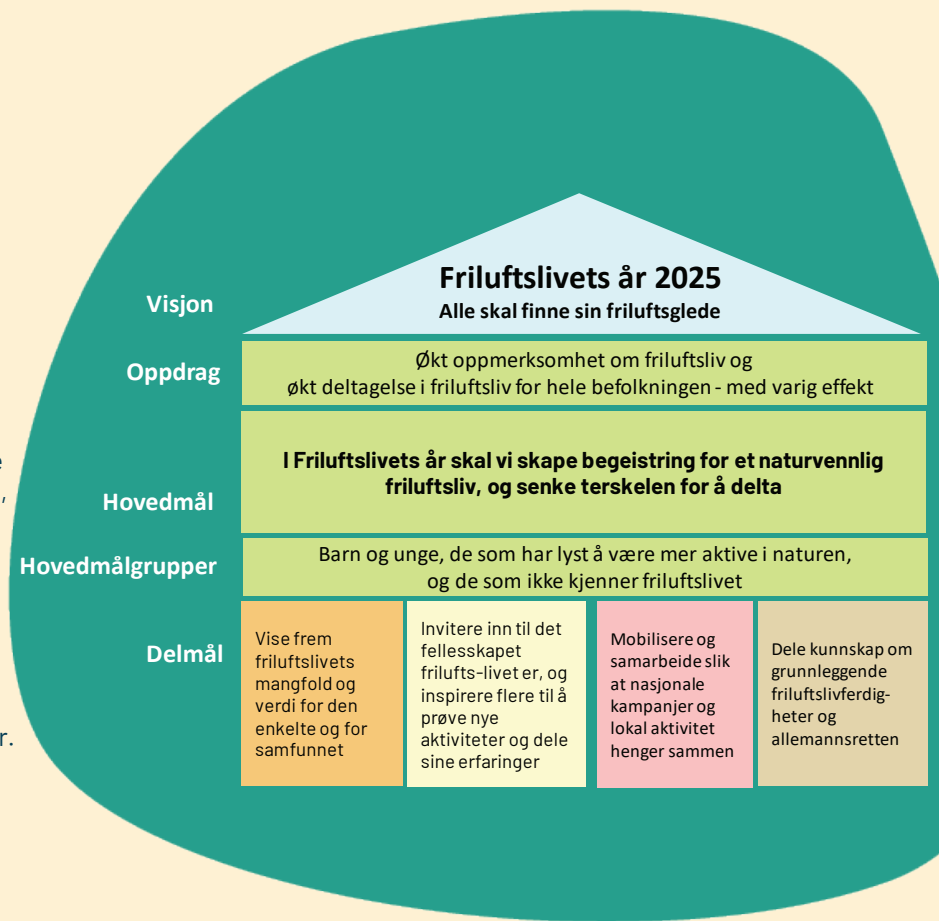 Visjon
Friluftslivets år 2025
Alle skal finne sin friluftsglede
Oppdrag
Økt oppmerksomhet om friluftsliv og
økt deltagelse i friluftsliv for hele befolkningen - med varig effekt
Hovedmål
I Friluftslivets år skal vi skape begeistring for et naturvennlig
friluftsliv, og senke terskelen for å delta
Hovedmålgrupper
Barn og unge, de som har lyst å være mer aktive i naturen,
og de som ikke kjenner friluftslivet
Delmål
Vise frem
friluftslivets
mangfold og
verdi for den
enkelte og for
samfunnet
Invitere inn til det
fellesskapet
frilufts-livet er, og
inspirere flere til å
prøve nye
aktiviteter og dele
sine erfaringer
Mobilisere og
samarbeide slik
at nasjonale
kampanjer og
lokal aktivitet
henger sammen
Dele kunnskap om
grunnleggende
friluftslivferdig-
heter og
allemannsretten